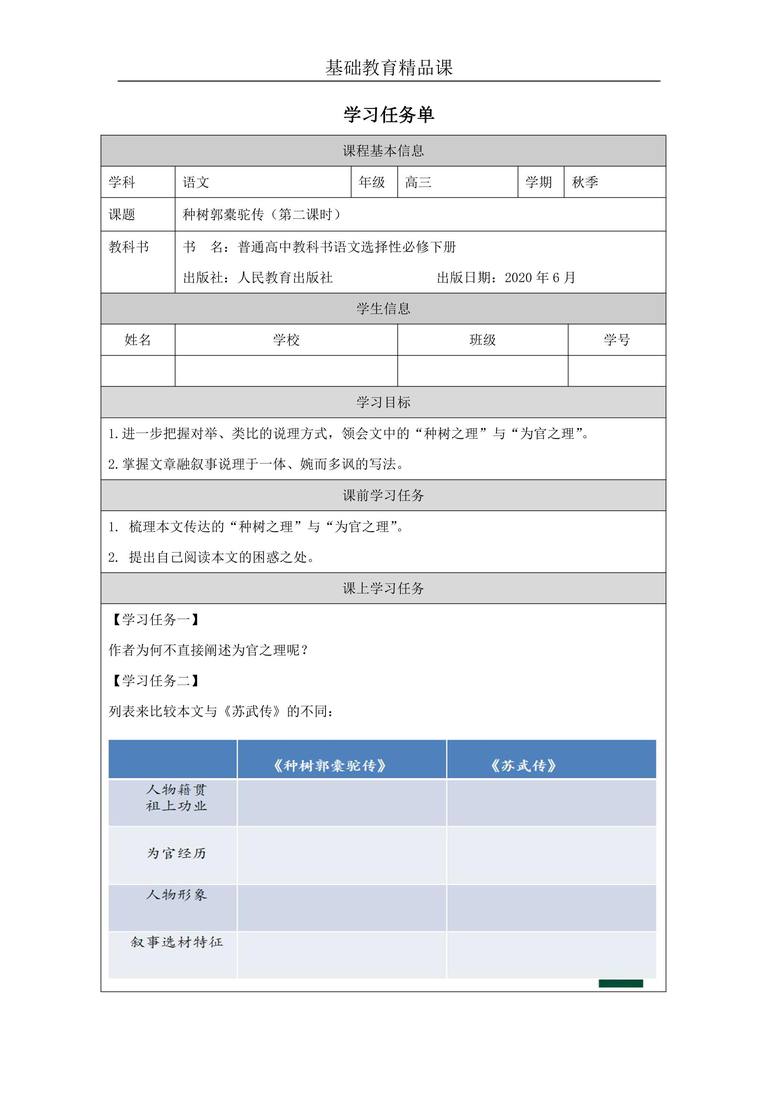 基础教育精品课
学习任务单
课程基本信息
学科 语文 年级 高三 学期 秋季
课题 种树郭橐驼传（第二课时）
教科书 书 名：普通高中教科书语文选择性必修下册
出版社：人民教育出版社 出版日期：2020 年 6 月
学生信息
姓名 学校 班级 学号
学习目标
1.进一步把握对举、类比的说理方式，领会文中的“种树之理”与“为官之理”。
2.掌握文章融叙事说理于一体、婉而多讽的写法。
课前学习任务
1. 梳理本文传达的“种树之理”与“为官之理”。
2. 提出自己阅读本文的困惑之处。
课上学习任务
【学习任务一】
作者为何不直接阐述为官之理呢？
【学习任务二】
列表来比较本文与《苏武传》的不同：
《种树郭橐驼传》 《苏武传》
人物籍贯
祖上功业
为官经历
人物形象
叙事选材特征